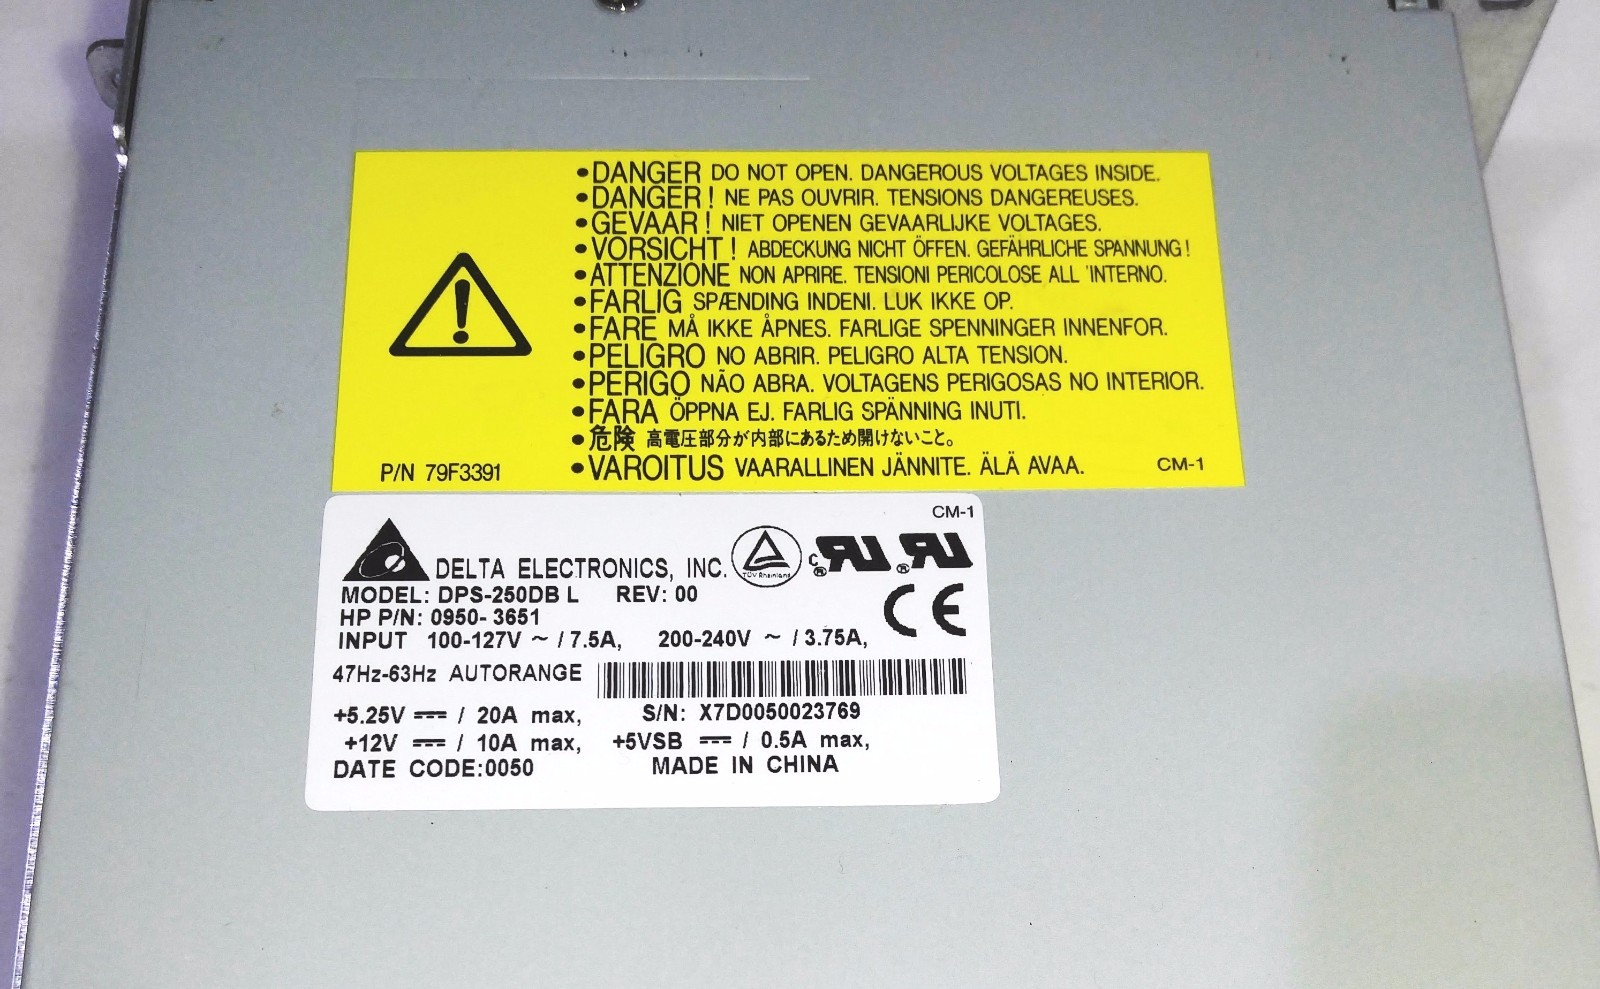 •DANGER DO NOT OPEN. DANGEROUS VOLTAGES INSIDE.
•DANGER! NE PAS OUVRIR. TENSIONS DANGEREUSES.
•GEVAAR! NIET OPENEN GEVAARLIJKE VOLTAGES.
•VORSICHT! ABDECKUNG NICHT ÖFFEN. GEFÄHRLICHE SPANNUNG!
•ATTENZIONE NON APRIRE. TENSIONI PERICOLOSE ALL 'INTERNO.
•FARLIG SPÆNDING INDENI. LUK IKKE OP.
•FARE MÅ IKKE ÅPNES. FARLIGE SPENNINGER INNENFOR.
•PELIGRO NO ABRIR. PELIGRO ALTA TENSION.
•PERIGO NÃO ABRA. VOLTAGENS PERIGOSAS NO INTERIOR.
•FARA ÖPPNA EJ. FARLIG SPÄNNING INUTI.
•危険 高電圧部分が内部にあるため開けないこと。
•VAROITUS VAARALLINEN JÄNNITE. ÄLÄ AVAA.
P/N 79F3391
CM-1
CM-1
DELTA ELECTRONICS, INC.
TÜV Rheinland
MODEL: DPS-250DB L REV: 00
HP P/N: 0950- 3651
INPUT 100-127V ~ / 7.5A, 200-240V ~ / 3.75A,
47Hz-63Hz AUTORANGE
+5.25V ⎓ / 20A max, S/N: X7D0050023769
+12V ⎓ / 10A max, +5VSB ⎓ / 0.5A max,
DATE CODE:0050 MADE IN CHINA